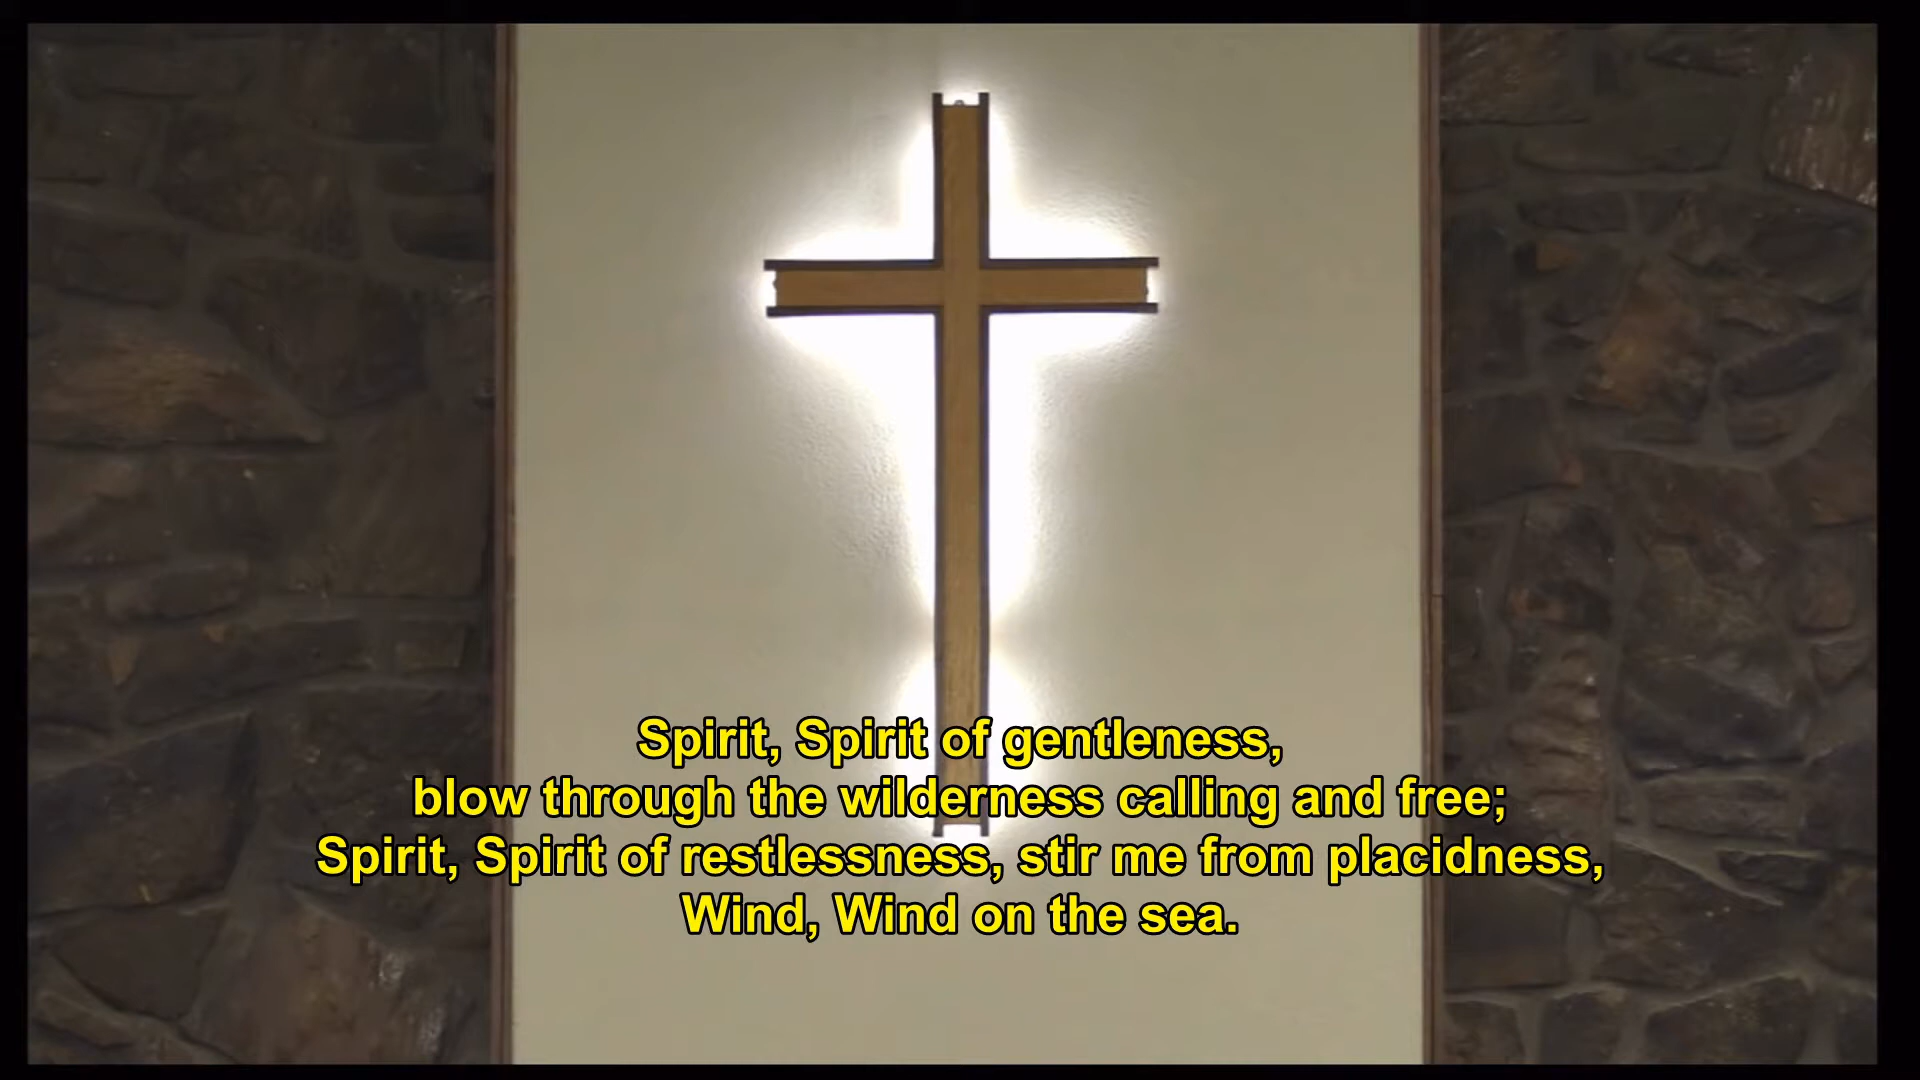 Spirit, Spirit of gentleness,
blow through the wilderness calling and free;
Spirit, Spirit of restlessness, stir me from placidness,
Wind, Wind on the sea.